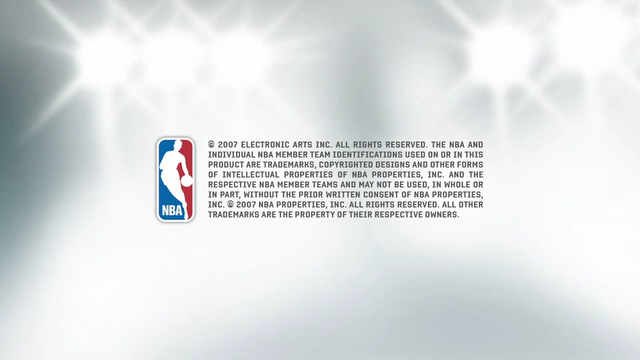 © 2007 ELECTRONIC ARTS INC. ALL RIGHTS RESERVED. THE NBA AND
INDIVIDUAL NBA MEMBER TEAM IDENTIFICATIONS USED ON OR IN THIS
PRODUCT ARE TRADEMARKS, COPYRIGHTED DESIGNS AND OTHER FORMS
OF INTELLECTUAL PROPERTIES OF NBA PROPERTIES, INC. AND THE
RESPECTIVE NBA MEMBER TEAMS AND MAY NOT BE USED, IN WHOLE OR
IN PART, WITHOUT THE PRIOR WRITTEN CONSENT OF NBA PROPERTIES,
INC. © 2007 NBA PROPERTIES, INC. ALL RIGHTS RESERVED. ALL OTHER
TRADEMARKS ARE THE PROPERTY OF THEIR RESPECTIVE OWNERS.
NBA